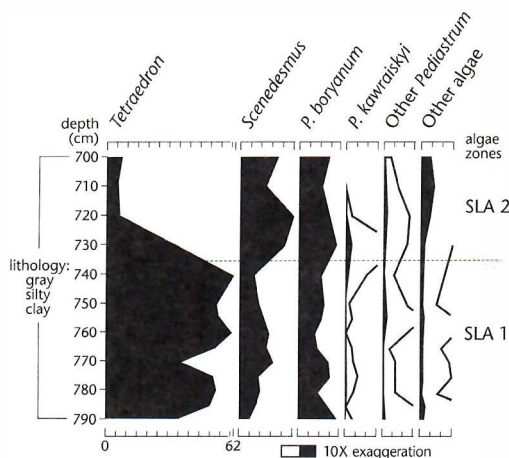 Tetraedron
Scenedesmus
P. boryanum
P. kawraiskyi
Other Pediastrum
Other algae
depth
(cm)
algae
zones
700
710
720
730
740
750
760
770
780
790
lithology:
gray
silty
clay
SLA 2
SLA 1
0
62
10X exaggeration